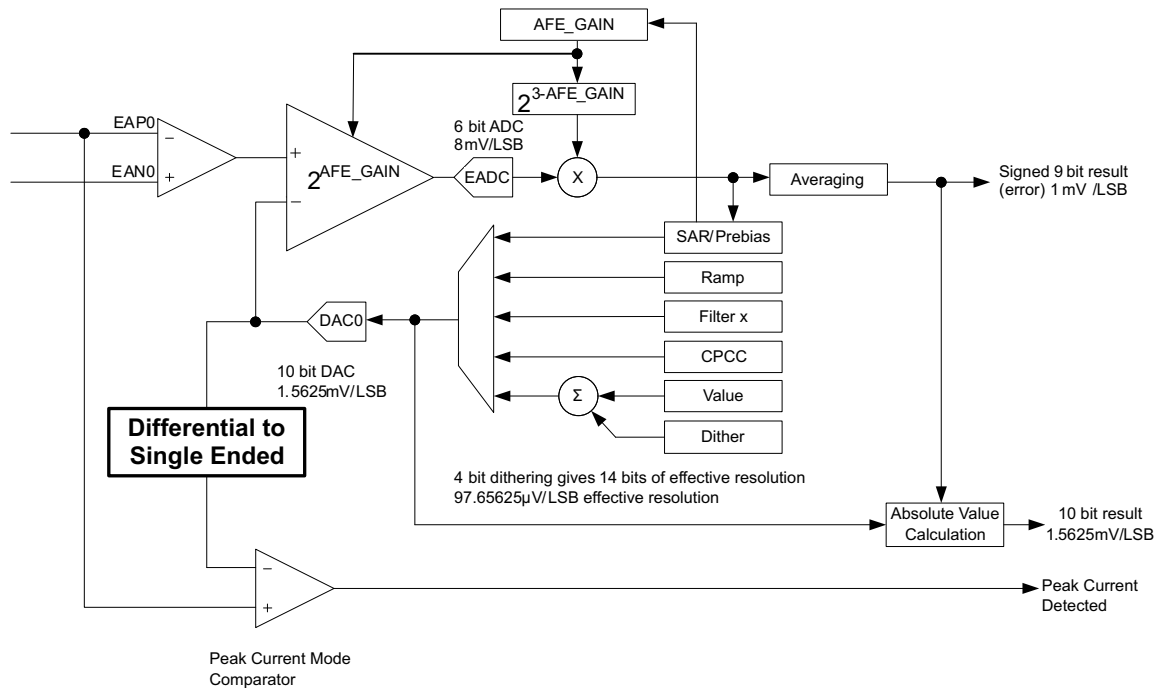 AFE_GAIN
2^3-AFE_GAIN
6 bit ADC
8mV/LSB
EAP0
EAN0
−
+
+
−
2^AFE_GAIN
EADC
X
Averaging
Signed 9 bit result
(error) 1 mV /LSB
SAR/Prebias
Ramp
Filter x
CPCC
Value
Dither
Σ
DAC0
10 bit DAC
1.5625mV/LSB
Differential to
Single Ended
4 bit dithering gives 14 bits of effective resolution
97.65625µV/LSB effective resolution
Absolute Value
Calculation
10 bit result
1.5625mV/LSB
−
+
Peak Current
Detected
Peak Current Mode
Comparator